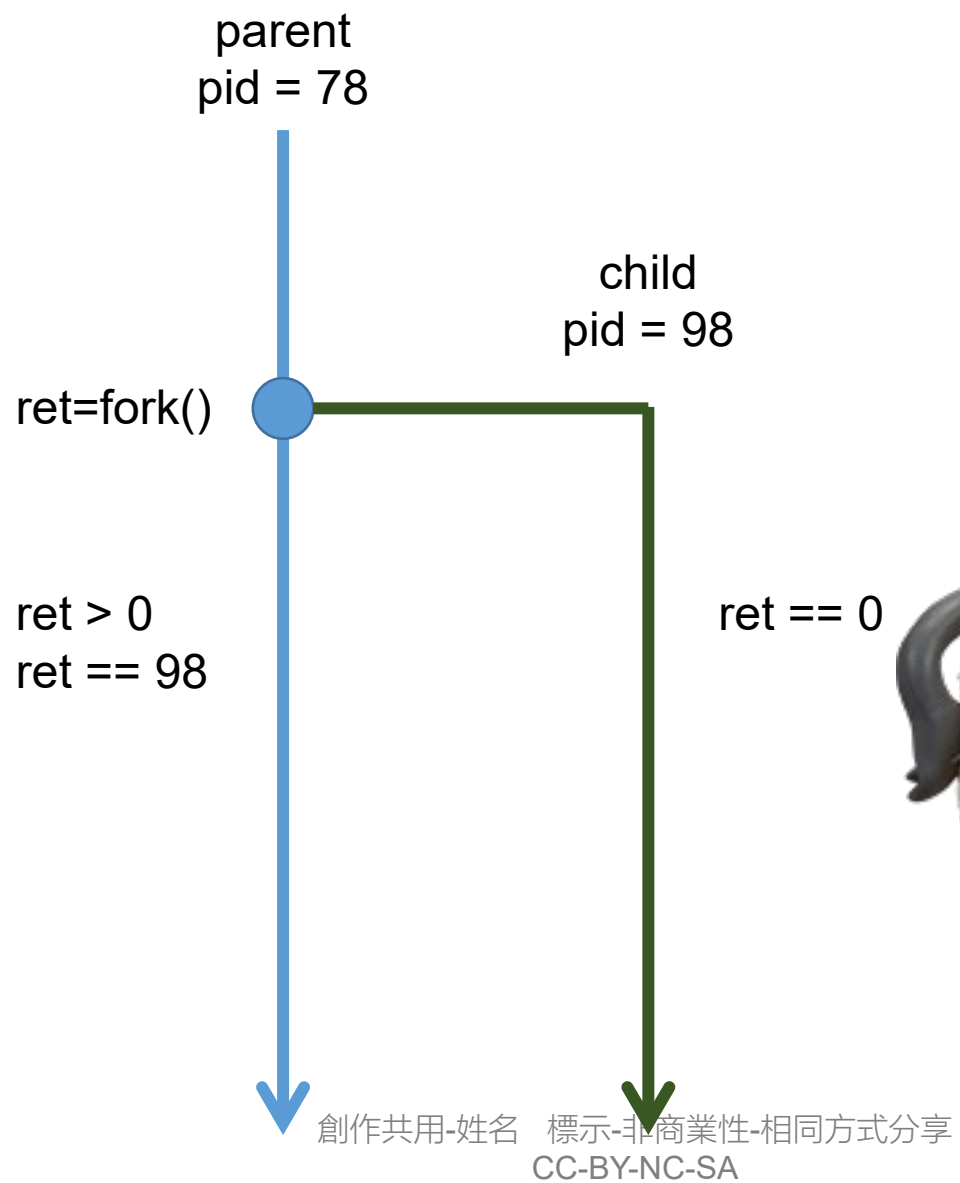 parent
pid = 78
child
pid = 98
ret=fork()
ret > 0
ret == 98
ret == 0
創作共用-姓名 標示-非商業性-相同方式分享
CC-BY-NC-SA